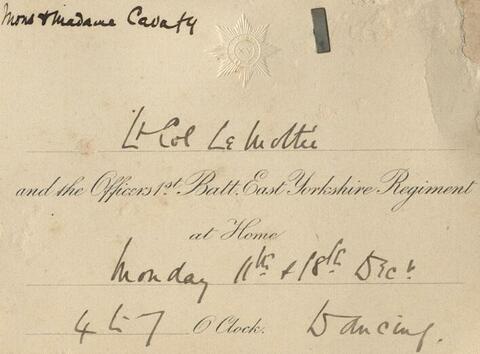 Mons & Madame Cavafy
Lt Col Le Mottée
and the Officers 1st. Batt. East Yorkshire Regiment
at Home
Monday 11th & 18th Decr
4 to 7 O'Clock. Dancing.